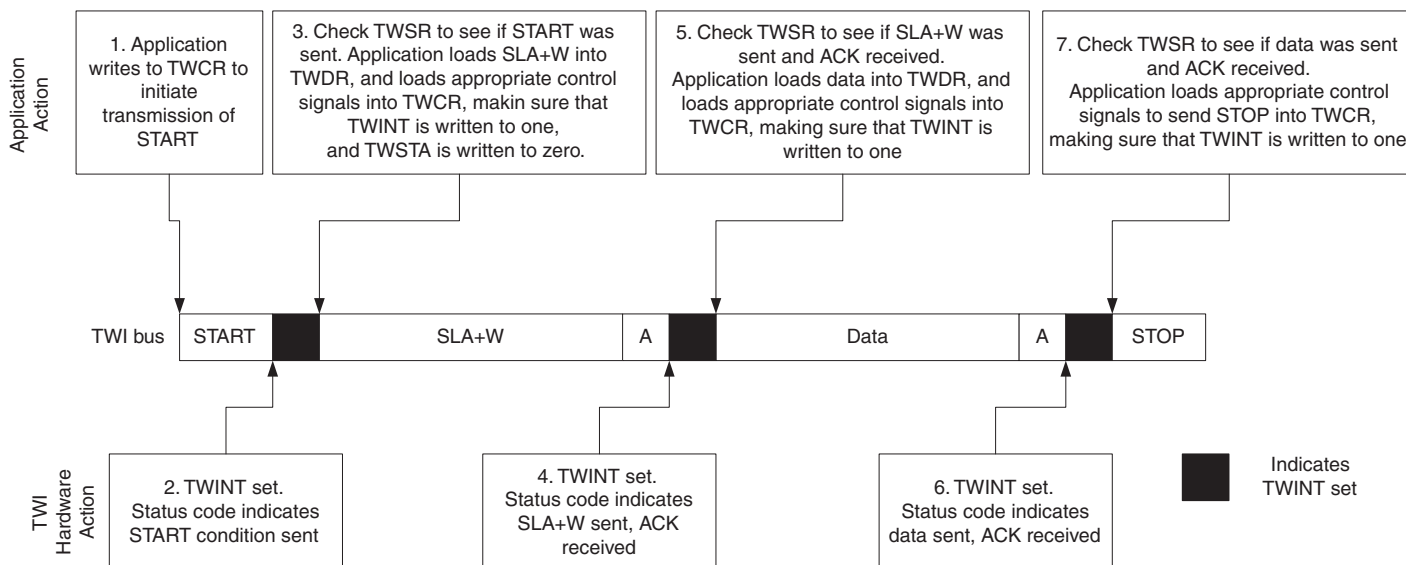 Application
Action
1. Application
writes to TWCR to
initiate
transmission of
START
3. Check TWSR to see if START was
sent. Application loads SLA+W into
TWDR, and loads appropriate control
signals into TWCR, makin sure that
TWINT is written to one,
and TWSTA is written to zero.
5. Check TWSR to see if SLA+W was
sent and ACK received.
Application loads data into TWDR, and
loads appropriate control signals into
TWCR, making sure that TWINT is
written to one
7. Check TWSR to see if data was sent
and ACK received.
Application loads appropriate control
signals to send STOP into TWCR,
making sure that TWINT is written to one
TWI bus
START
SLA+W
A
Data
A
STOP
TWI
Hardware
Action
2. TWINT set.
Status code indicates
START condition sent
4. TWINT set.
Status code indicates
SLA+W sent, ACK
received
6. TWINT set.
Status code indicates
data sent, ACK received
Indicates
TWINT set